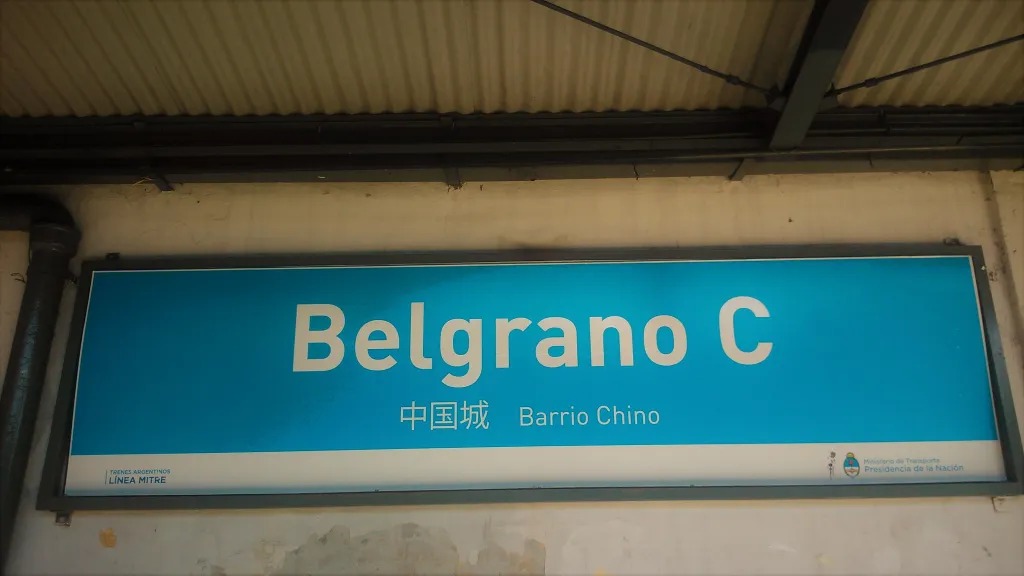 Belgrano C
中国城 Barrio Chino
TRENES ARGENTINOS
LÍNEA MITRE
Ministerio de Transporte
Presidencia de la Nación